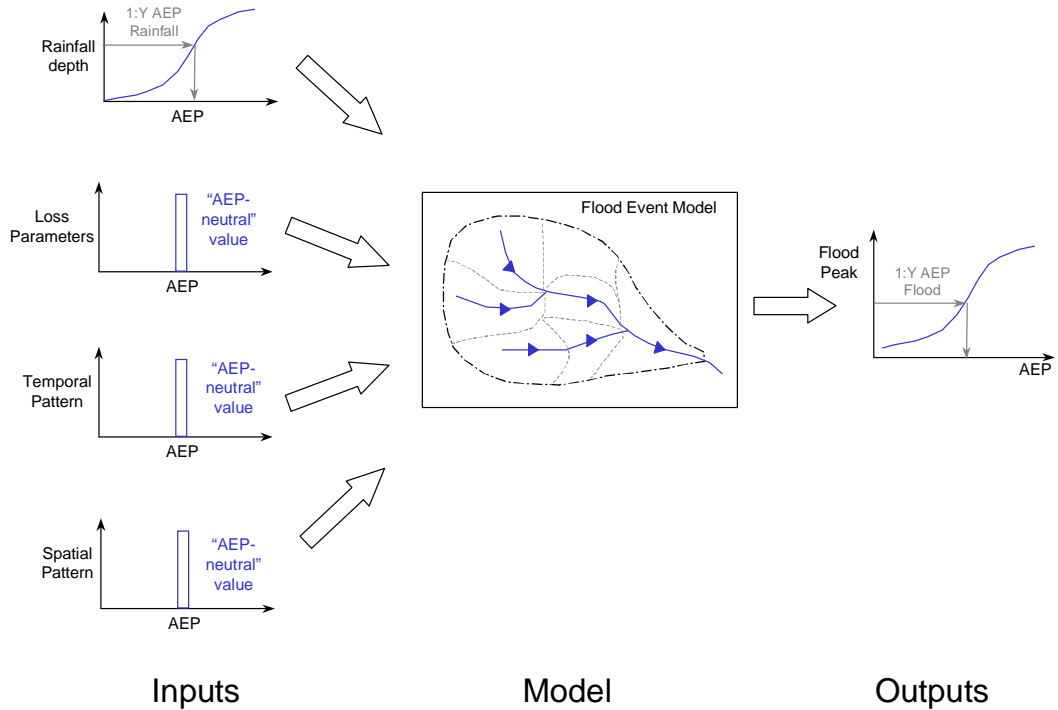 1:Y AEP
Rainfall
Rainfall
depth
AEP
Loss
Parameters
“AEP-
neutral”
value
AEP
Temporal
Pattern
“AEP-
neutral”
value
AEP
Spatial
Pattern
“AEP-
neutral”
value
AEP
Flood Event Model
Flood
Peak
1:Y AEP
Flood
AEP
Inputs
Model
Outputs